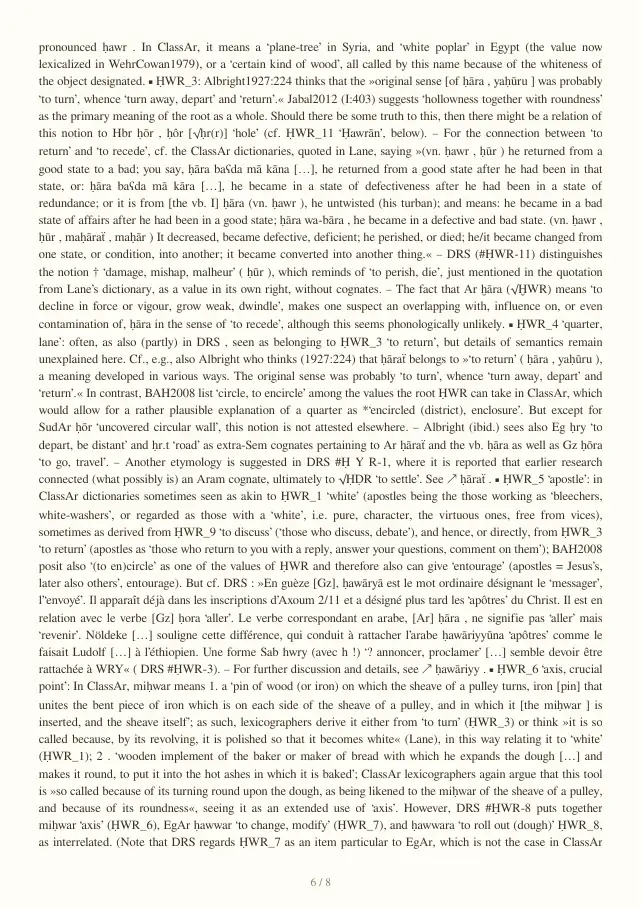 pronounced ḥawr . In ClassAr, it means a ‘plane-tree’ in Syria, and ‘white poplar’ in Egypt (the value now
lexicalized in WehrCowan1979), or a ‘certain kind of wood’, all called by this name because of the whiteness of
the object designated. ▪ ḤWR_3: Albright1927:224 thinks that the »original sense [of ḥāra , yaḥūru ] was probably
‘to turn’, whence ‘turn away, depart’ and ‘return’.« Jabal2012 (I:403) suggests ‘hollowness together with roundness’
as the primary meaning of the root as a whole. Should there be some truth to this, then there might be a relation of
this notion to Hbr ḥōr , ḥôr [√ḥr(r)] ‘hole’ (cf. ḤWR_11 ‘Ḥawrān’, below). – For the connection between ‘to
return’ and ‘to recede’, cf. the ClassAr dictionaries, quoted in Lane, saying »(vn. ḥawr , ḥūr ) he returned from a
good state to a bad; you say, ḥāra baʕda mā kāna […], he returned from a good state after he had been in that
state, or: ḥāra baʕda mā kāra […], he became in a state of defectiveness after he had been in a state of
redundance; or it is from [the vb. I] ḥāra (vn. ḥawr ), he untwisted (his turban); and means: he became in a bad
state of affairs after he had been in a good state; ḥāra wa-bāra , he became in a defective and bad state. (vn. ḥawr ,
ḥūr , maḥāraẗ , maḥār ) It decreased, became defective, deficient; he perished, or died; he/it became changed from
one state, or condition, into another; it became converted into another thing.« – DRS (#ḤWR-11) distinguishes
the notion † ‘damage, mishap, malheur’ ( ḥūr ), which reminds of ‘to perish, die’, just mentioned in the quotation
from Lane’s dictionary, as a value in its own right, without cognates. – The fact that Ar ḫāra (√ḪWR) means ‘to
decline in force or vigour, grow weak, dwindle’, makes one suspect an overlapping with, influence on, or even
contamination of, ḥāra in the sense of ‘to recede’, although this seems phonologically unlikely. ▪ ḤWR_4 ‘quarter,
lane’: often, as also (partly) in DRS , seen as belonging to ḤWR_3 ‘to return’, but details of semantics remain
unexplained here. Cf., e.g., also Albright who thinks (1927:224) that ḥāraẗ belongs to »‘to return’ ( ḥāra , yaḥūru ),
a meaning developed in various ways. The original sense was probably ‘to turn’, whence ‘turn away, depart’ and
‘return’.« In contrast, BAH2008 list ‘circle, to encircle’ among the values the root ḤWR can take in ClassAr, which
would allow for a rather plausible explanation of a quarter as *‘encircled (district), enclosure’. But except for
SudAr ḥōr ‘uncovered circular wall’, this notion is not attested elsewhere. – Albright (ibid.) sees also Eg ḥry ‘to
depart, be distant’ and ḥr.t ‘road’ as extra-Sem cognates pertaining to Ar ḥāraẗ and the vb. ḥāra as well as Gz ḥōra
‘to go, travel’. – Another etymology is suggested in DRS #Ḥ Y R-1, where it is reported that earlier research
connected (what possibly is) an Aram cognate, ultimately to √ḤḌR ‘to settle’. See ↗ ḥāraẗ . ▪ ḤWR_5 ‘apostle’: in
ClassAr dictionaries sometimes seen as akin to ḤWR_1 ‘white’ (apostles being the those working as ‘bleechers,
white-washers’, or regarded as those with a ‘white’, i.e. pure, character, the virtuous ones, free from vices),
sometimes as derived from ḤWR_9 ‘to discuss’ (‘those who discuss, debate’), and hence, or directly, from ḤWR_3
‘to return’ (apostles as ‘those who return to you with a reply, answer your questions, comment on them’); BAH2008
posit also ‘(to en)circle’ as one of the values of ḤWR and therefore also can give ‘entourage’ (apostles = Jesus’s,
later also others’, entourage). But cf. DRS : »En guèze [Gz], ḥawāryā est le mot ordinaire désignant le ‘messager’,
l’‘envoyé’. Il apparaît déjà dans les inscriptions d’Axoum 2/11 et a désigné plus tard les ‘apôtres’ du Christ. Il est en
relation avec le verbe [Gz] hora ‘aller’. Le verbe correspondant en arabe, [Ar] ḥāra , ne signifie pas ‘aller’ mais
‘revenir’. Nöldeke […] souligne cette différence, qui conduit à rattacher l’arabe ḥawāriyyūna ‘apôtres’ comme le
faisait Ludolf […] à l’éthiopien. Une forme Sab hwry (avec h !) ‘? annoncer, proclamer’ […] semble devoir être
rattachée à WRY« ( DRS #ḤWR-3). – For further discussion and details, see ↗ ḥawāriyy . ▪ ḤWR_6 ‘axis, crucial
point’: In ClassAr, miḥwar means 1. a ‘pin of wood (or iron) on which the sheave of a pulley turns, iron [pin] that
unites the bent piece of iron which is on each side of the sheave of a pulley, and in which it [the miḥwar ] is
inserted, and the sheave itself’; as such, lexicographers derive it either from ‘to turn’ (ḤWR_3) or think »it is so
called because, by its revolving, it is polished so that it becomes white« (Lane), in this way relating it to ‘white’
(ḤWR_1); 2 . ‘wooden implement of the baker or maker of bread with which he expands the dough […] and
makes it round, to put it into the hot ashes in which it is baked’; ClassAr lexicographers again argue that this tool
is »so called because of its turning round upon the dough, as being likened to the miḥwar of the sheave of a pulley,
and because of its roundness«, seeing it as an extended use of ‘axis’. However, DRS #ḤWR-8 puts together
miḥwar ‘axis’ (ḤWR_6), EgAr ḥawwar ‘to change, modify’ (ḤWR_7), and ḥawwara ‘to roll out (dough)’ ḤWR_8,
as interrelated. (Note that DRS regards ḤWR_7 as an item particular to EgAr, which is not the case in ClassAr
6 / 8